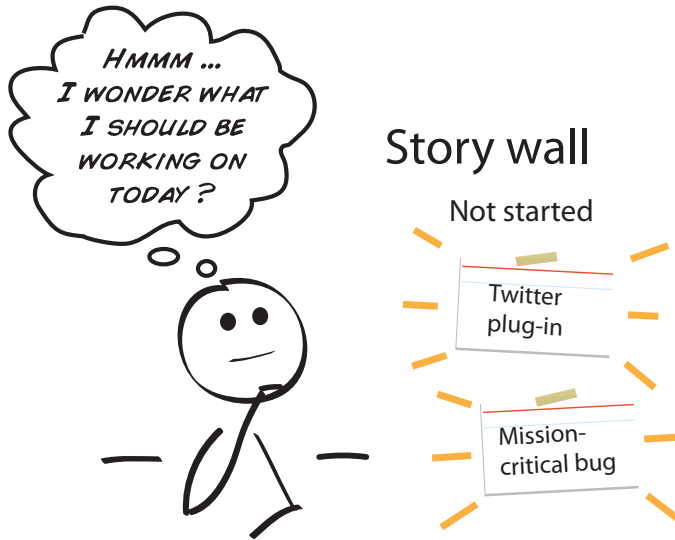 HMMM ...
I WONDER WHAT
I SHOULD BE
WORKING ON
TODAY?
Story wall
Not started
Twitter
plug-in
Mission-
critical bug